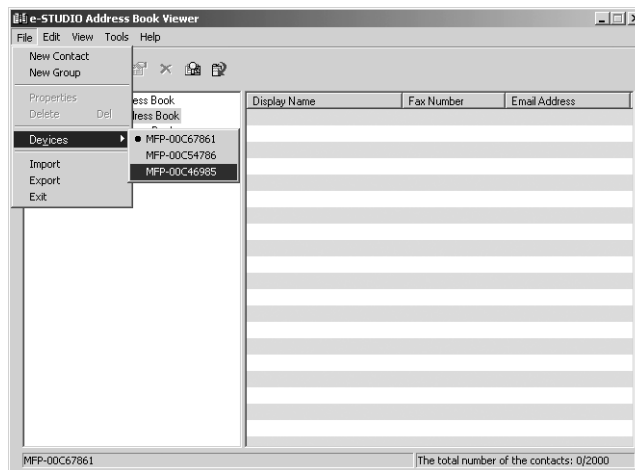 e-STUDIO Address Book Viewer
File Edit View Tools Help
New Contact
New Group
Properties
Delete Del
Devices
Import
Export
Exit
MFP-00C67861
MFP-00C54786
MFP-00C46985
ess Book
ress Book
Display Name Fax Number Email Address
MFP-00C67861 The total number of the contacts: 0/2000